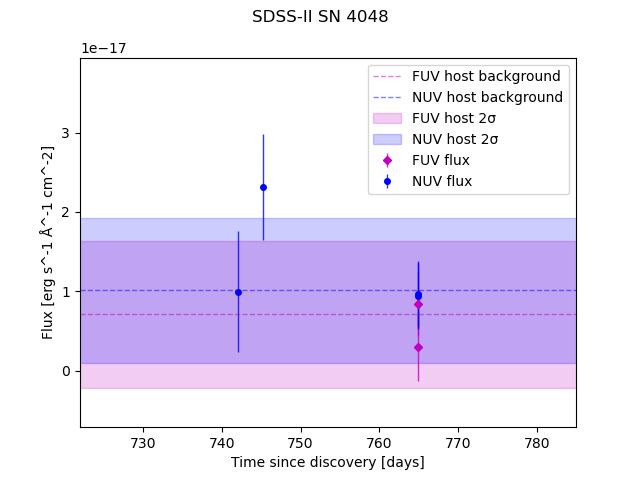 SDSS-II SN 4048
1e−17
FUV host background
NUV host background
FUV host 2σ
NUV host 2σ
FUV flux
NUV flux
3
2
1
0
Flux [erg s^-1 Å^-1 cm^-2]
730 740 750 760 770 780
Time since discovery [days]